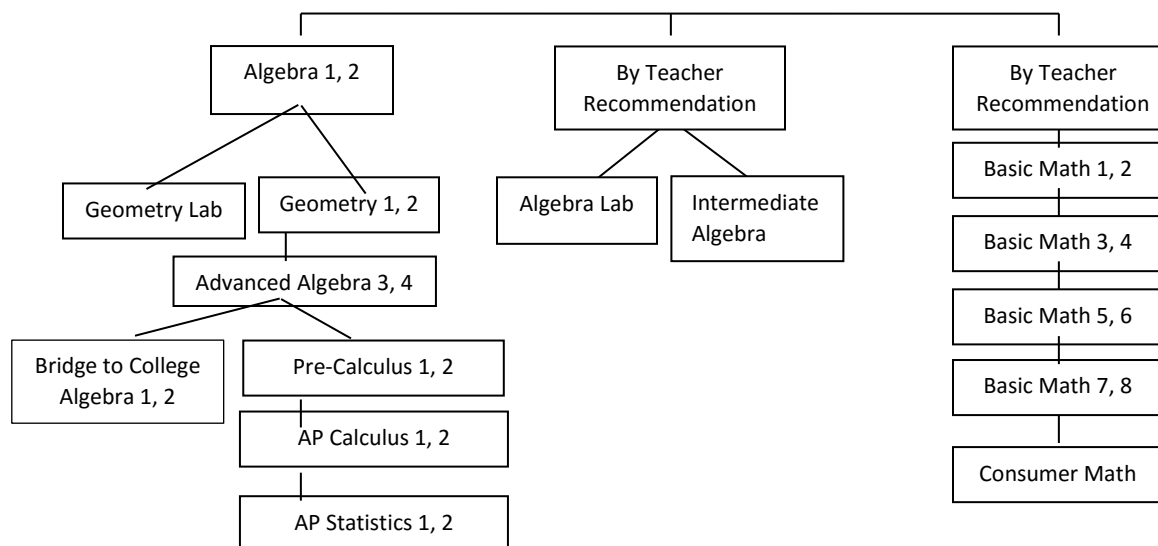 Algebra 1, 2
By Teacher
Recommendation
By Teacher
Recommendation
Basic Math 1, 2
Geometry Lab
Geometry 1, 2
Algebra Lab
Intermediate
Algebra
Basic Math 3, 4
Advanced Algebra 3, 4
Basic Math 5, 6
Bridge to College
Algebra 1, 2
Pre-Calculus 1, 2
Basic Math 7, 8
AP Calculus 1, 2
Consumer Math
AP Statistics 1, 2